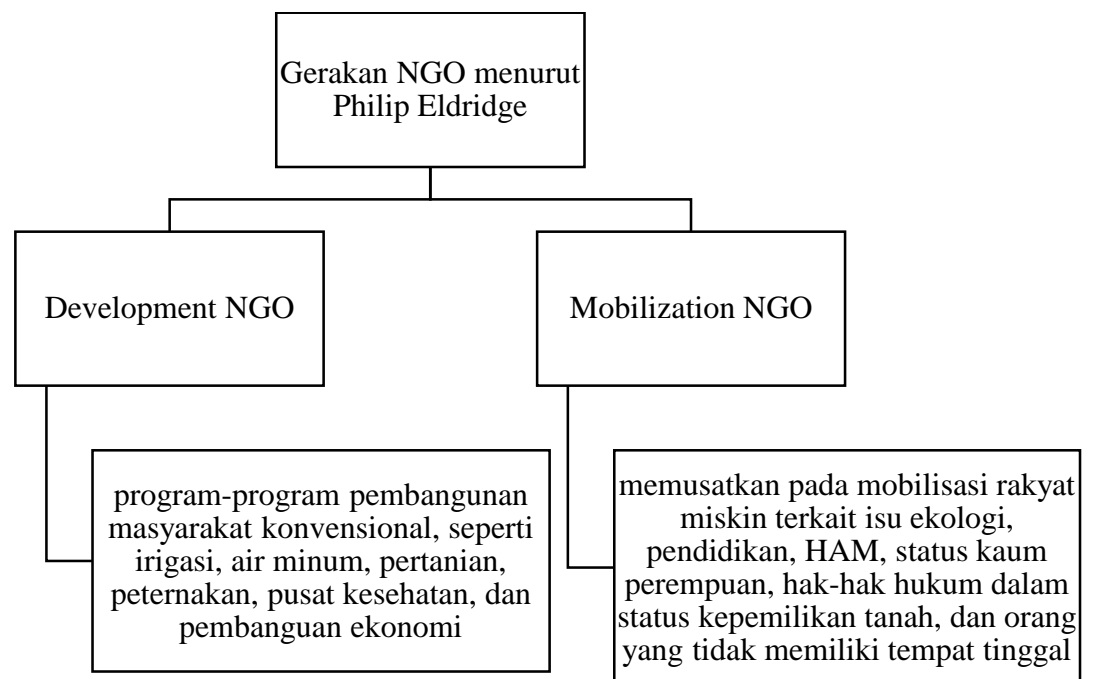 Gerakan NGO menurut
Philip Eldridge
Development NGO
Mobilization NGO
program-program pembangunan
masyarakat konvensional, seperti
irigasi, air minum, pertanian,
peternakan, pusat kesehatan, dan
pembanguan ekonomi
memusatkan pada mobilisasi rakyat
miskin terkait isu ekologi,
pendidikan, HAM, status kaum
perempuan, hak-hak hukum dalam
status kepemilikan tanah, dan orang
yang tidak memiliki tempat tinggal